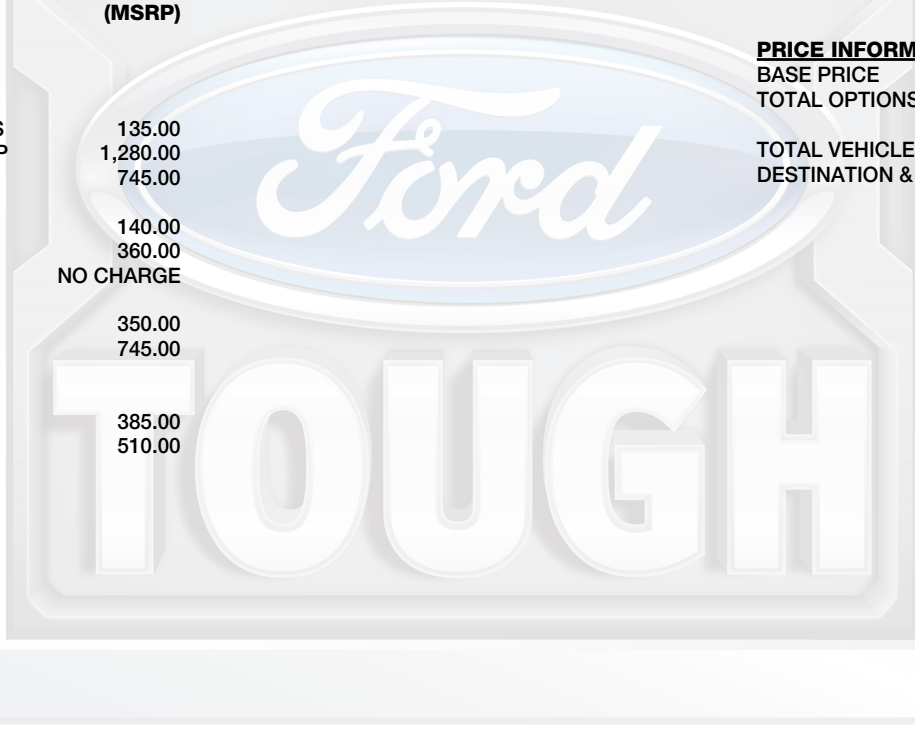 (MSRP)
PRICE INFORM
BASE PRICE
TOTAL OPTIONS
S 135.00
P 1,280.00
745.00
TOTAL VEHICLE
DESTINATION &
140.00
360.00
NO CHARGE
350.00
745.00
385.00
510.00
Ford
TOUGH